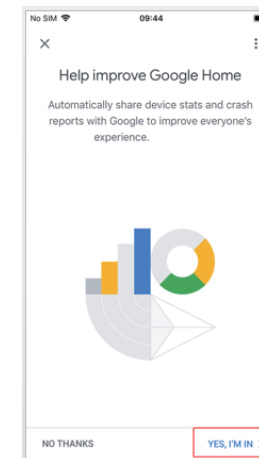 No SIM 09:44
Help improve Google Home
Automatically share device stats and crash
reports with Google to improve everyone's
experience.
NO THANKS YES, I'M IN